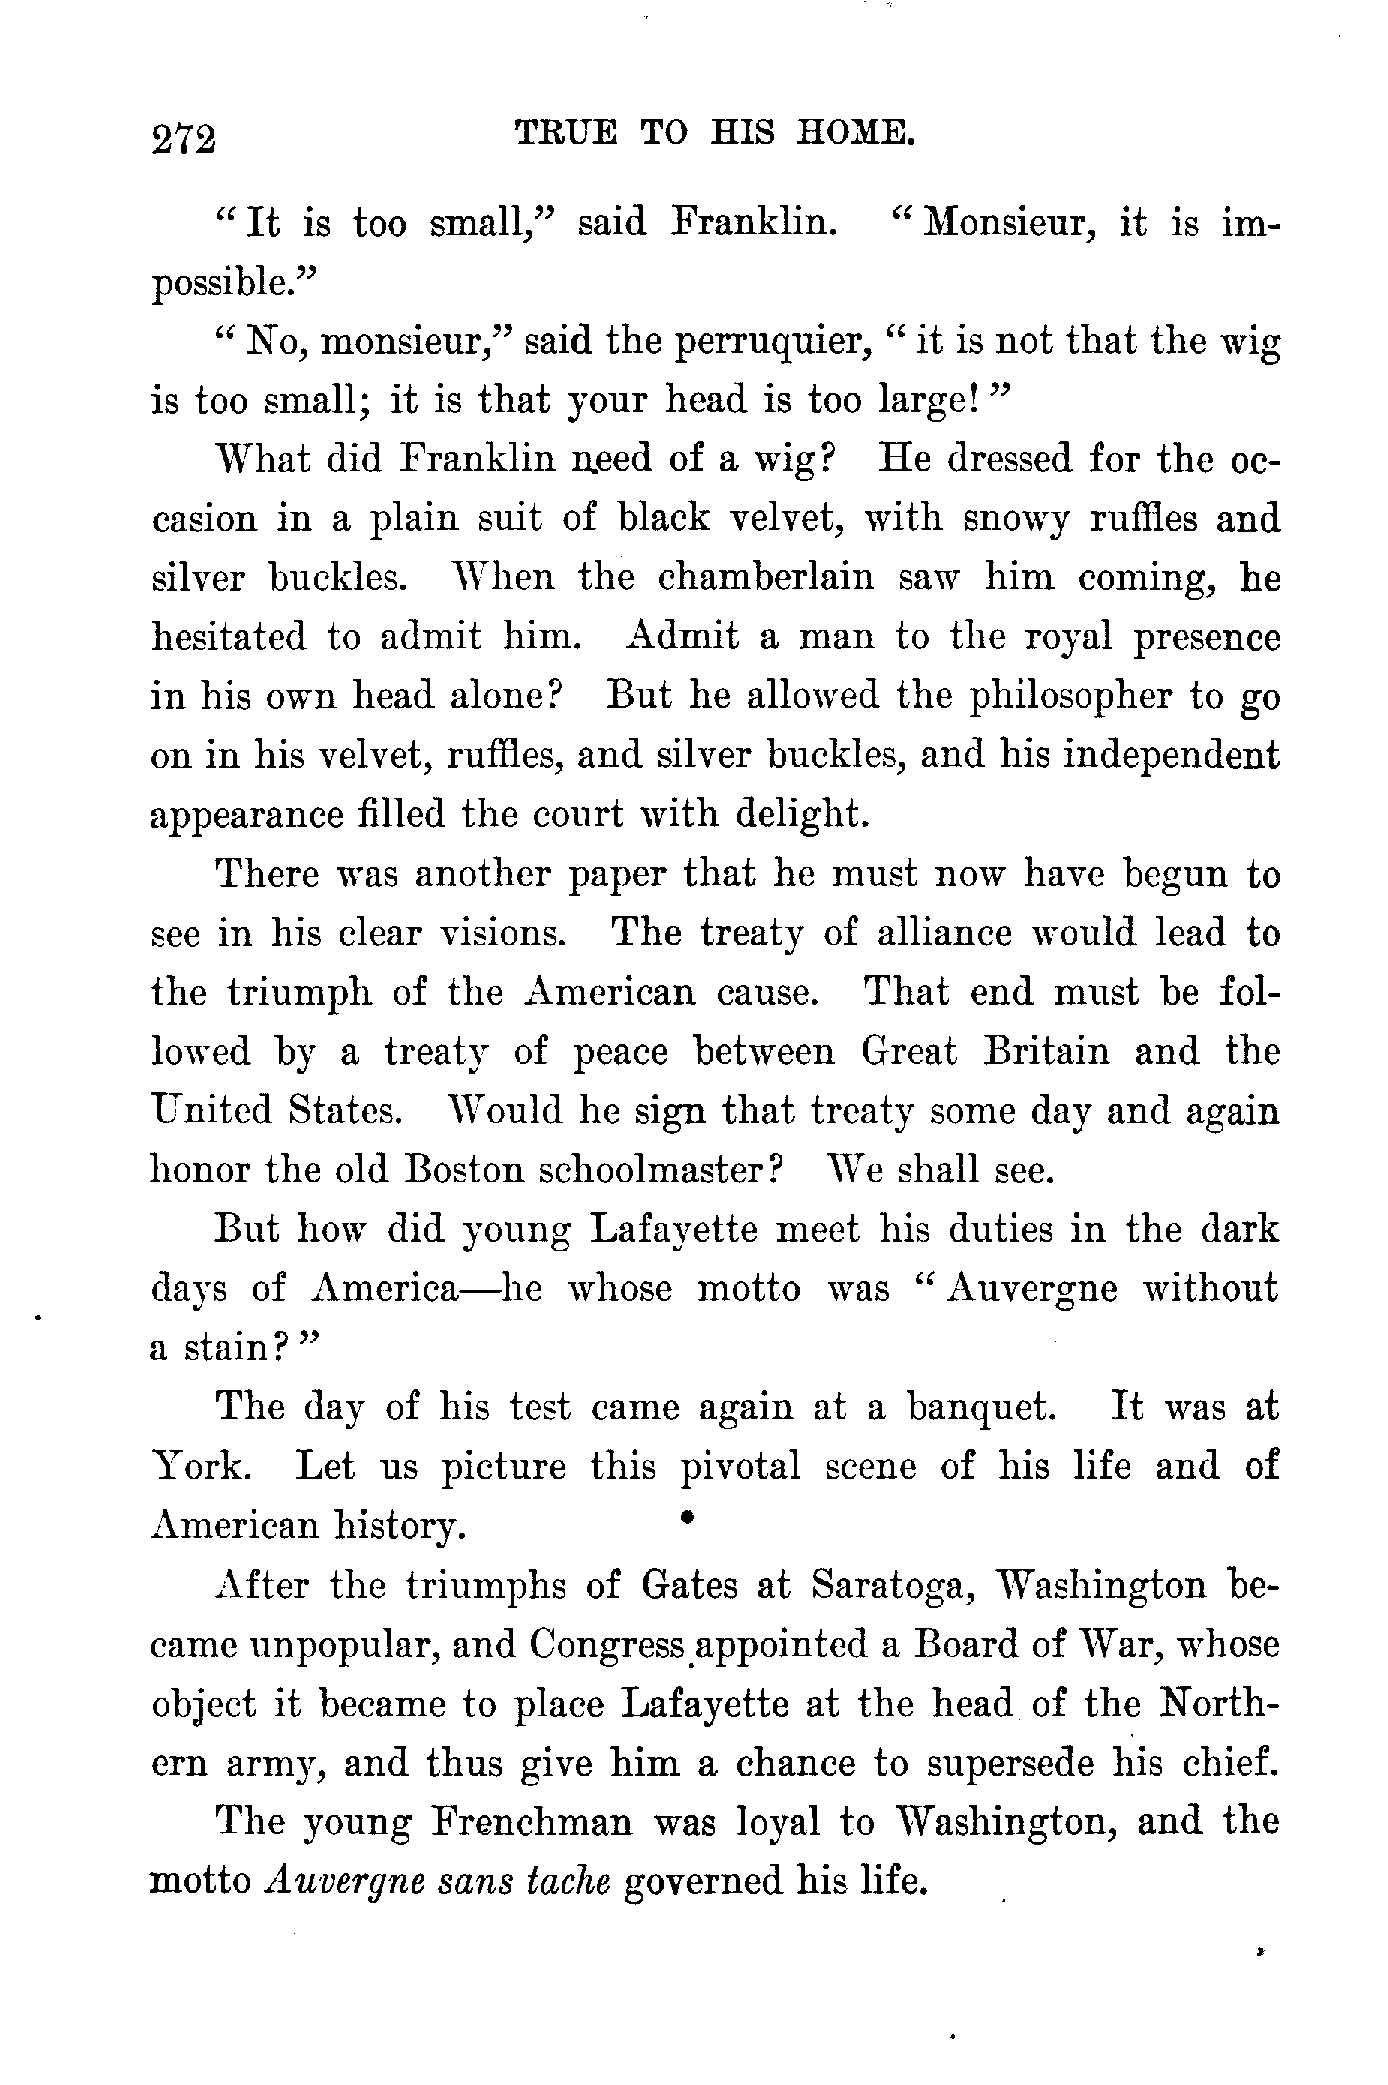 272 TRUE TO HIS HOME.
“ It is too small,” said Franklin. “ Monsieur, it is im-
possible.”
“ No, monsieur,” said the perruquier, “ it is not that the wig
is too small; it is that your head is too large! ”
What did Franklin need of a wig? He dressed for the oc-
casion in a plain suit of black velvet, with snowy ruffles and
silver buckles. When the chamberlain saw him coming, he
hesitated to admit him. Admit a man to the royal presence
in his own head alone? But he allowed the philosopher to go
on in his velvet, ruffles, and silver buckles, and his independent
appearance filled the court with delight.
There was another paper that he must now have begun to
see in his clear visions. The treaty of alliance would lead to
the triumph of the American cause. That end must be fol-
lowed by a treaty of peace between Great Britain and the
United States. Would he sign that treaty some day and again
honor the old Boston schoolmaster? We shall see.
But how did young Lafayette meet his duties in the dark
days of America—he whose motto was “ Auvergne without
a stain? ”
The day of his test came again at a banquet. It was at
York. Let us picture this pivotal scene of his life and of
American history.
After the triumphs of Gates at Saratoga, Washington be-
came unpopular, and Congress appointed a Board of War, whose
object it became to place Lafayette at the head of the North-
ern army, and thus give him a chance to supersede his chief.
The young Frenchman was loyal to Washington, and the
motto Auvergne sans tache governed his life.